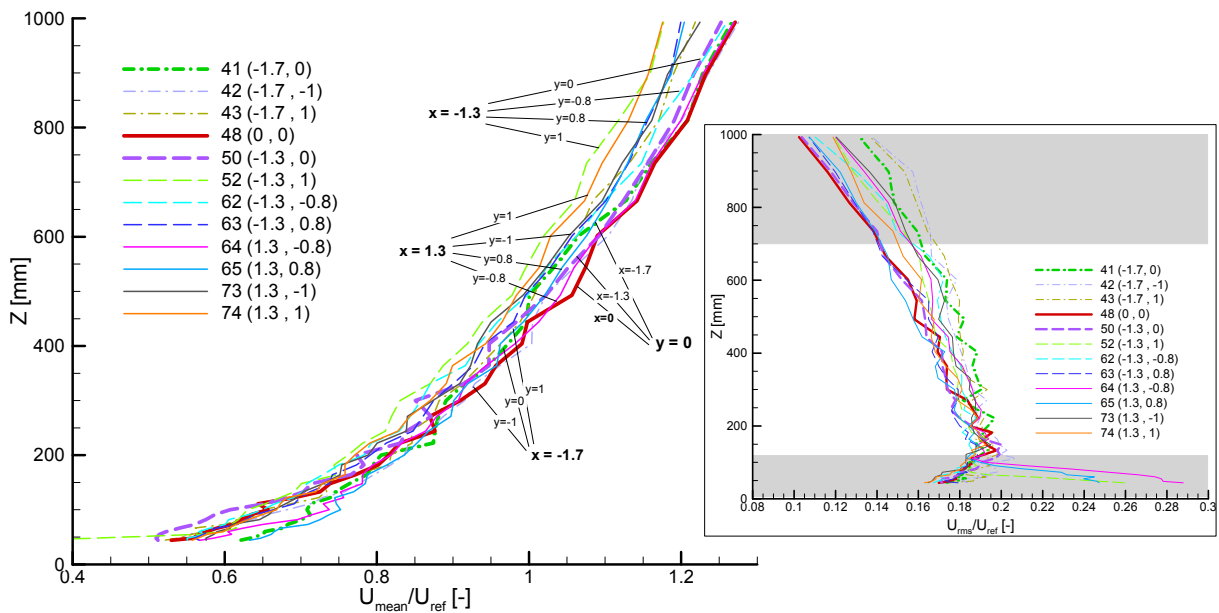 1000
800
600
400
200
0
Z [mm]
0.4
0.6
0.8
1
1.2
U_mean/U_ref [-]
41 (-1.7, 0)
42 (-1.7, -1)
43 (-1.7, 1)
48 (0 , 0)
50 (-1.3 , 0)
52 (-1.3 , 1)
62 (-1.3, -0.8)
63 (-1.3, 0.8)
64 (1.3, -0.8)
65 (1.3, 0.8)
73 (1.3, -1)
74 (1.3, 1)
x = -1.3
y=0
y=-0.8
y=0.8
y=1
x = 1.3
y=1
y=-1
y=0.8
y=-0.8
x=-1.7
x=-1.3
x=0
y = 0
y=1
y=0
y=-1
x = -1.7
1000
900
800
700
600
500
400
300
200
100
0
Z [mm]
0.08
0.1
0.12
0.14
0.16
0.18
0.2
0.22
0.24
0.26
0.28
0.3
U_rms/U_ref [-]
41 (-1.7, 0)
42 (-1.7, -1)
43 (-1.7, 1)
48 (0 , 0)
50 (-1.3, 0)
52 (-1.3, 1)
62 (-1.3, -0.8)
63 (-1.3, 0.8)
64 (1.3, -0.8)
65 (1.3, 0.8)
73 (1.3, -1)
74 (1.3, 1)